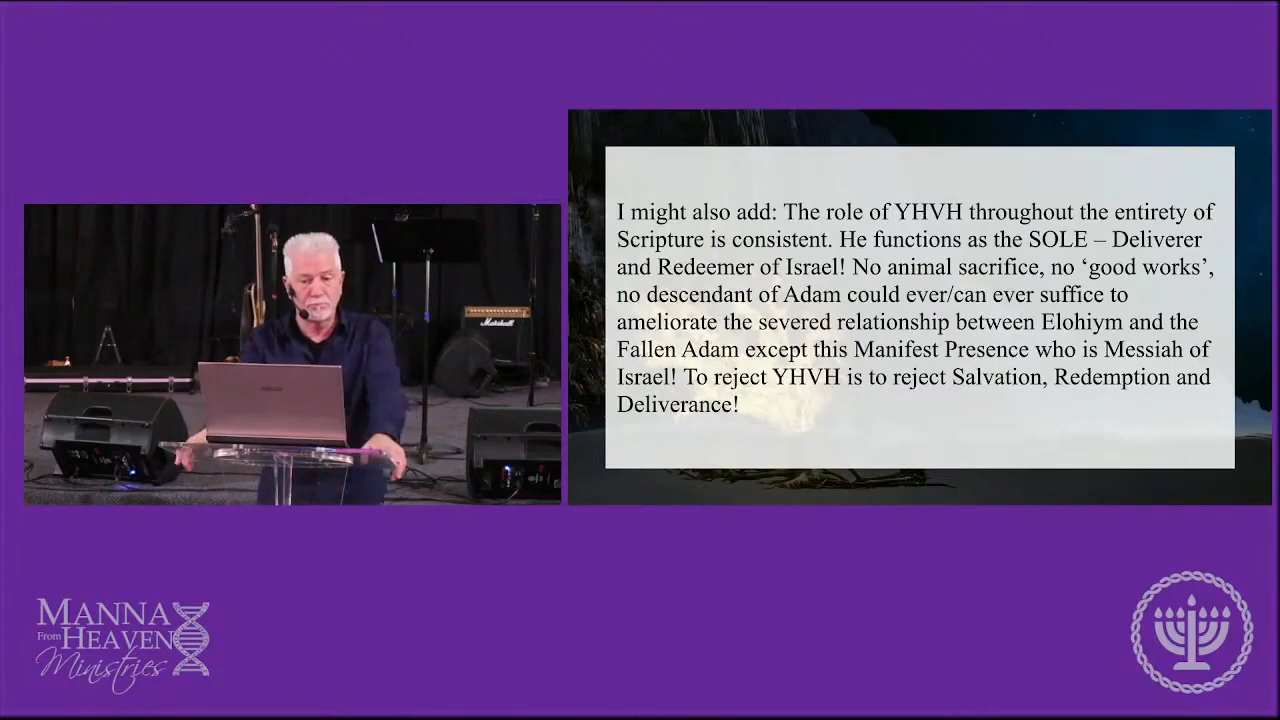 I might also add: The role of YHVH throughout the entirety of
Scripture is consistent. He functions as the SOLE – Deliverer
and Redeemer of Israel! No animal sacrifice, no ‘good works’,
no descendant of Adam could ever/can ever suffice to
ameliorate the severed relationship between Elohiym and the
Fallen Adam except this Manifest Presence who is Messiah of
Israel! To reject YHVH is to reject Salvation, Redemption and
Deliverance!
Marshall
ASUS
MANNA
From HEAVEN
Ministries